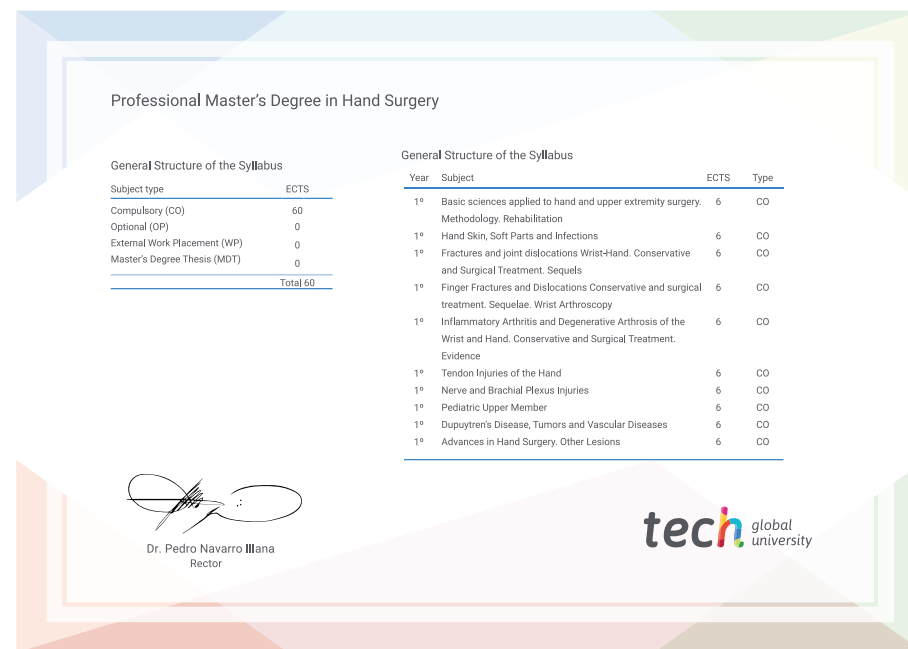 Professional Master's Degree in Hand Surgery
General Structure of the Syllabus
Subject type ECTS
Compulsory (CO) 60
Optional (OP) 0
External Work Placement (WP) 0
Master's Degree Thesis (MDT) 0
Total 60
General Structure of the Syllabus
Year Subject ECTS Type
1º Basic sciences applied to hand and upper extremity surgery. 6 CO
Methodology. Rehabilitation
1º Hand Skin, Soft Parts and Infections 6 CO
1º Fractures and joint dislocations Wrist-Hand. Conservative 6 CO
and Surgical Treatment. Sequels
1º Finger Fractures and Dislocations Conservative and surgical 6 CO
treatment. Sequelae. Wrist Arthroscopy
1º Inflammatory Arthritis and Degenerative Arthrosis of the 6 CO
Wrist and Hand. Conservative and Surgical Treatment.
Evidence
1º Tendon Injuries of the Hand 6 CO
1º Nerve and Brachial Plexus Injuries 6 CO
1º Pediatric Upper Member 6 CO
1º Dupuytren's Disease, Tumors and Vascular Diseases 6 CO
1º Advances in Hand Surgery. Other Lesions 6 CO
Dr. Pedro Navarro Illana
Rector
tech global
university